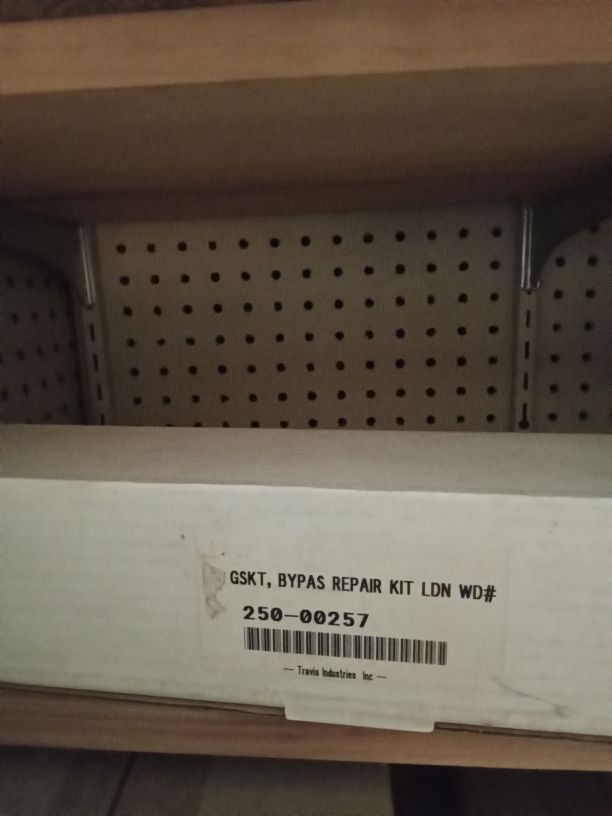 GSKT, BYPAS REPAIR KIT LDN WD#
250-00257
— Travis Industries Inc —